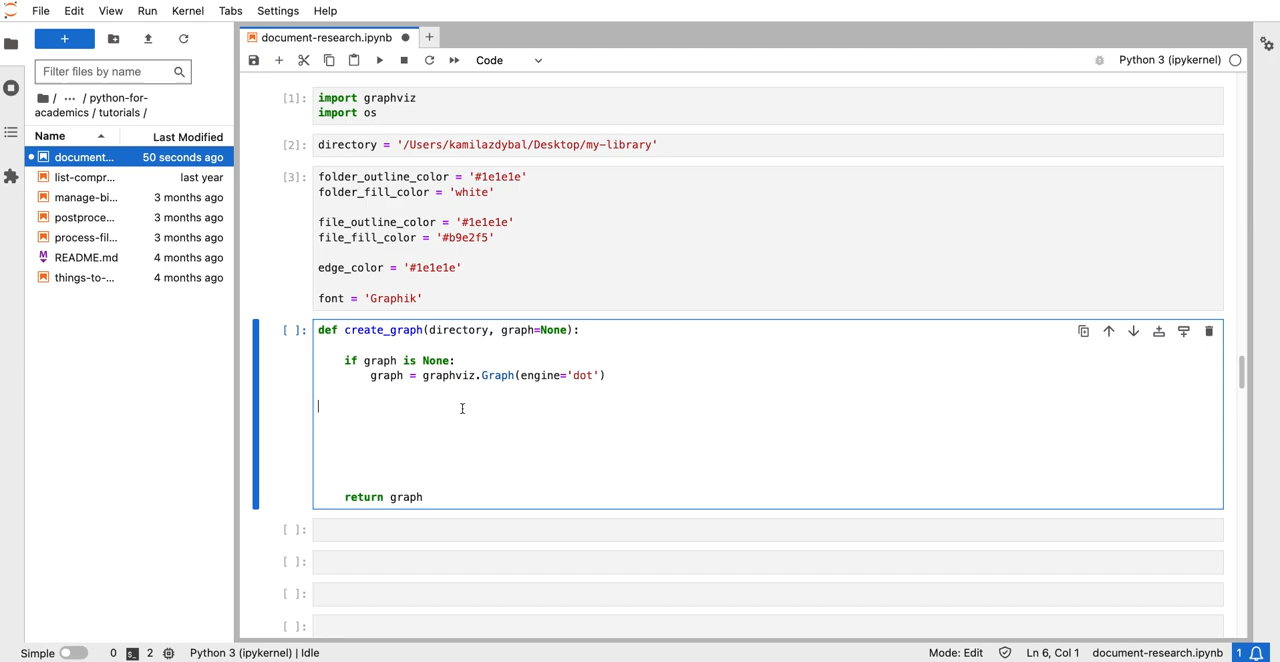 File Edit View Run Kernel Tabs Settings Help
document-research.ipynb
Filter files by name
Code
Python 3 (ipykernel)
/ ... / python-for-
academics / tutorials /
Name Last Modified
document... 50 seconds ago
list-compr... last year
manage-bi... 3 months ago
postproce... 3 months ago
process-fil... 3 months ago
README.md 4 months ago
things-to-... 4 months ago
[1]: import graphviz
import os
[2]: directory = '/Users/kamilazdybal/Desktop/my-library'
[3]: folder_outline_color = '#1e1e1e'
folder_fill_color = 'white'
file_outline_color = '#1e1e1e'
file_fill_color = '#b9e2f5'
edge_color = '#1e1e1e'
font = 'Graphik'
[ ]: def create_graph(directory, graph=None):
if graph is None:
graph = graphviz.Graph(engine='dot')
return graph
[ ]:
[ ]:
[ ]:
[ ]:
Simple 0 $_ 2 Python 3 (ipykernel) | Idle Mode: Edit Ln 6, Col 1 document-research.ipynb 1